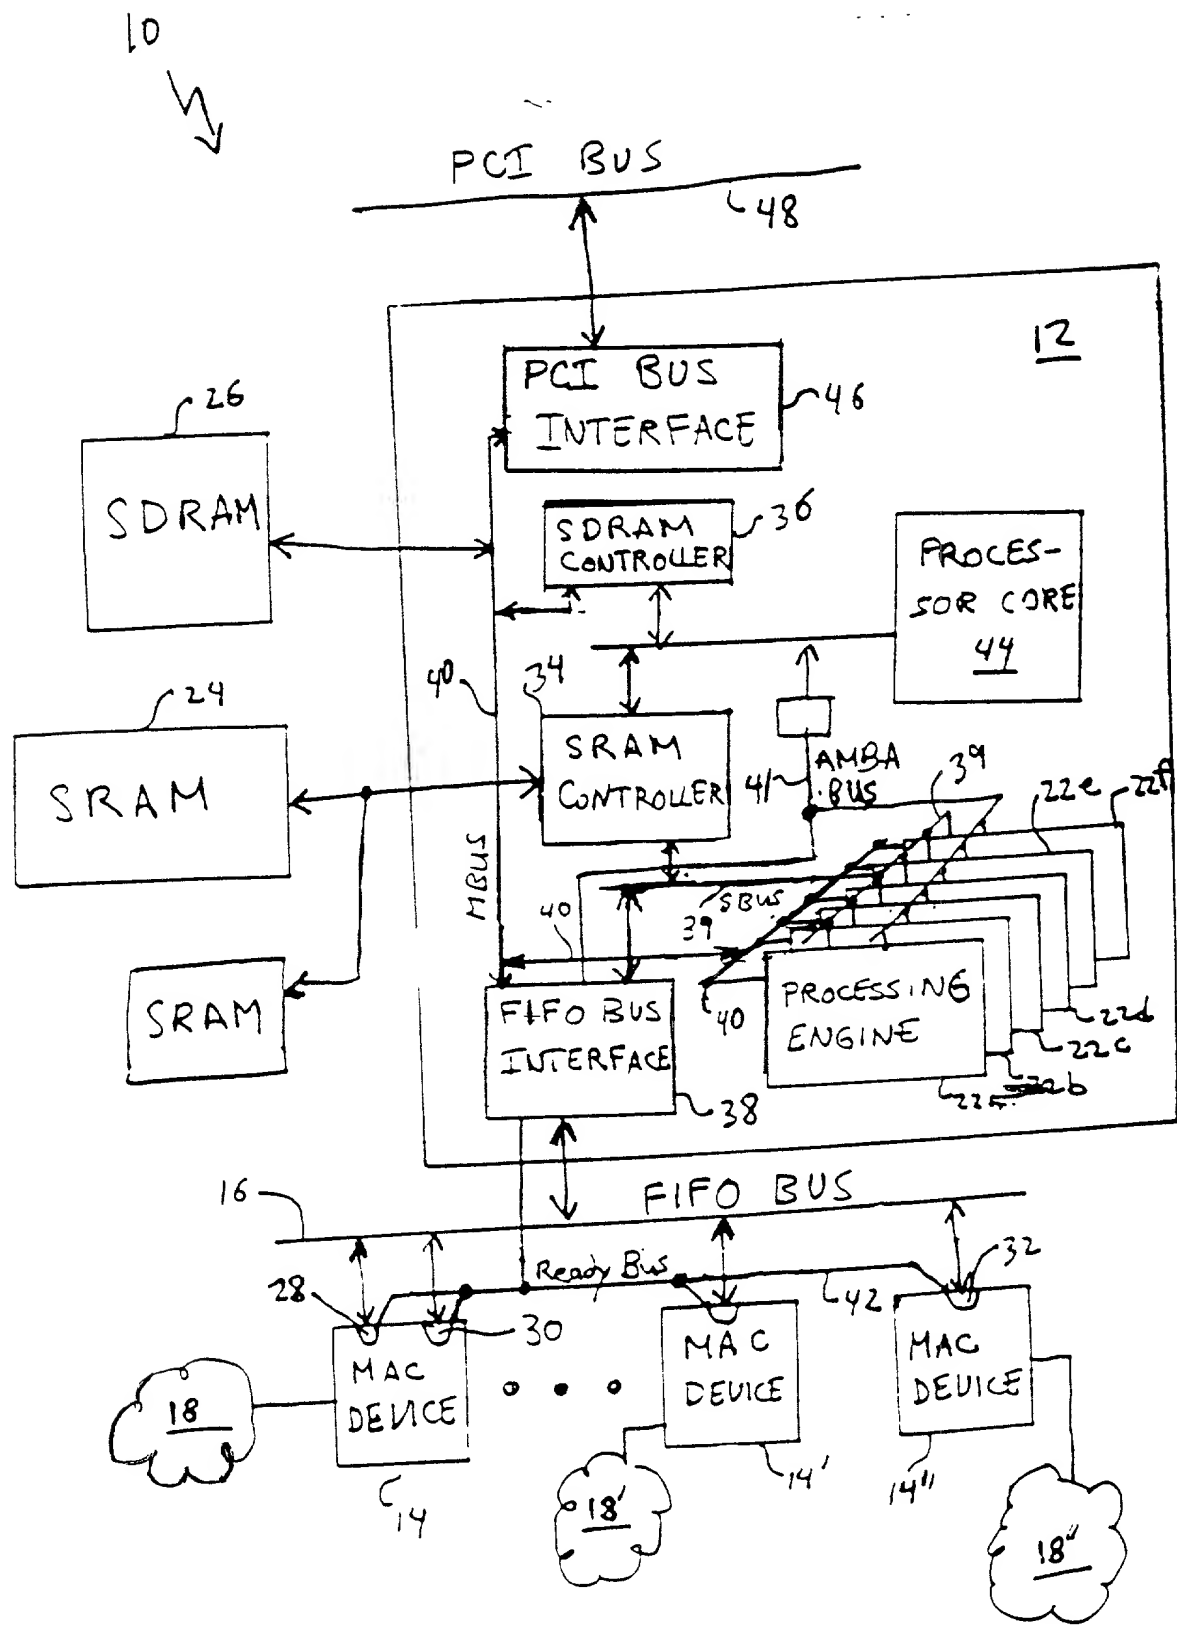 10
PCI BUS
48
12
PCI BUS
INTERFACE
46
26
SDRAM
SDRAM
CONTROLLER
36
PROCES-
SOR CORE
44
24
SRAM
40
34
SRAM
CONTROLLER
41
AMBA
BUS
39
22e
22f
MBUS
SBUS
39
40
SRAM
FIFO BUS
INTERFACE
38
40
PROCESSING
ENGINE
22d
22c
22b
22a
16
FIFO BUS
Ready Bus
42
28
30
32
MAC
DEVICE
MAC
DEVICE
MAC
DEVICE
18
14
18'
14'
14"
18"